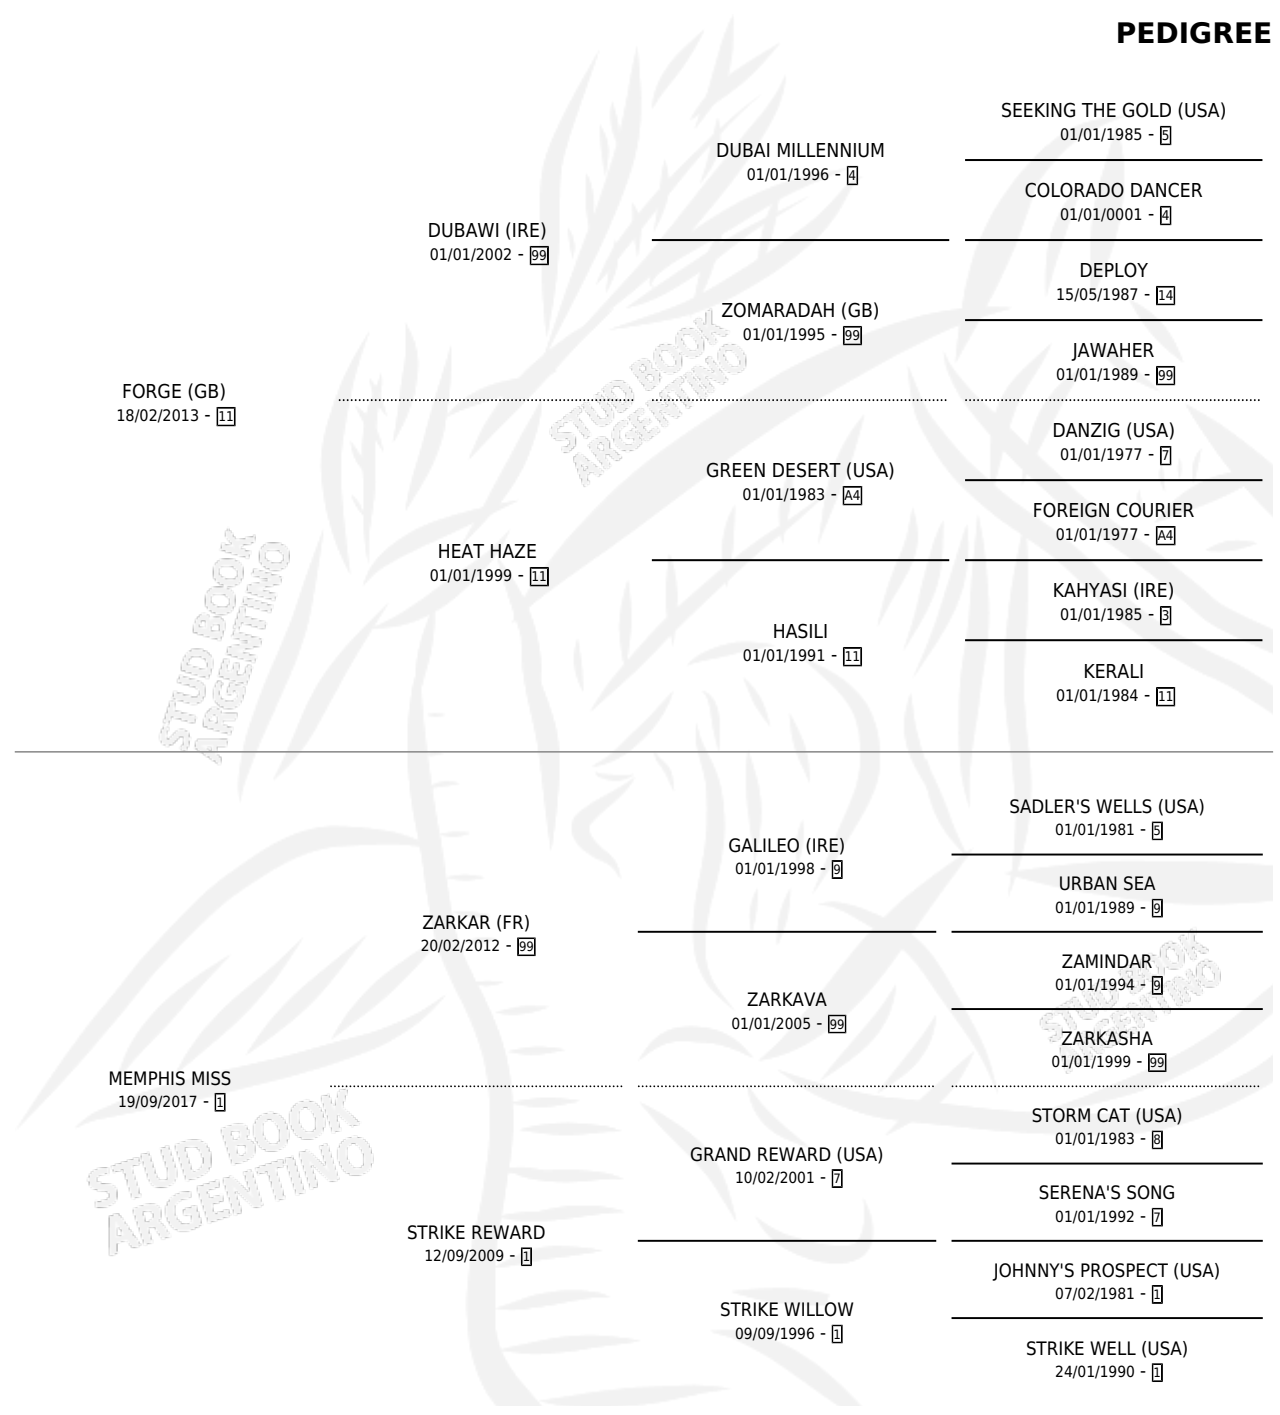 PEDIGREE
SEEKING THE GOLD (USA)
01/01/1985 - 5
DUBAI MILLENNIUM
01/01/1996 - 4
COLORADO DANCER
01/01/0001 - 4
DUBAWI (IRE)
01/01/2002 - 99
DEPLOY
15/05/1987 - 14
ZOMARADAH (GB)
01/01/1995 - 99
JAWAHER
01/01/1989 - 99
FORGE (GB)
18/02/2013 - 11
DANZIG (USA)
01/01/1977 - 7
GREEN DESERT (USA)
01/01/1983 - A4
FOREIGN COURIER
01/01/1977 - A4
HEAT HAZE
01/01/1999 - 11
KAHYASI (IRE)
01/01/1985 - 3
HASILI
01/01/1991 - 11
KERALI
01/01/1984 - 11
SADLER'S WELLS (USA)
01/01/1981 - 5
GALILEO (IRE)
01/01/1998 - 9
URBAN SEA
01/01/1989 - 9
ZARKAR (FR)
20/02/2012 - 99
ZAMINDAR
01/01/1994 - 9
ZARKAVA
01/01/2005 - 99
ZARKASHA
01/01/1999 - 99
MEMPHIS MISS
19/09/2017 - 1
STORM CAT (USA)
01/01/1983 - 8
GRAND REWARD (USA)
10/02/2001 - 7
SERENA'S SONG
01/01/1992 - 7
STRIKE REWARD
12/09/2009 - 1
JOHNNY'S PROSPECT (USA)
07/02/1981 - 1
STRIKE WILLOW
09/09/1996 - 1
STRIKE WELL (USA)
24/01/1990 - 1
STUD BOOK
ARGENTINO
STUD BOOK
ARGENTINO
STUD BOOK
ARGENTINO
STUD BOOK
ARGENTINO